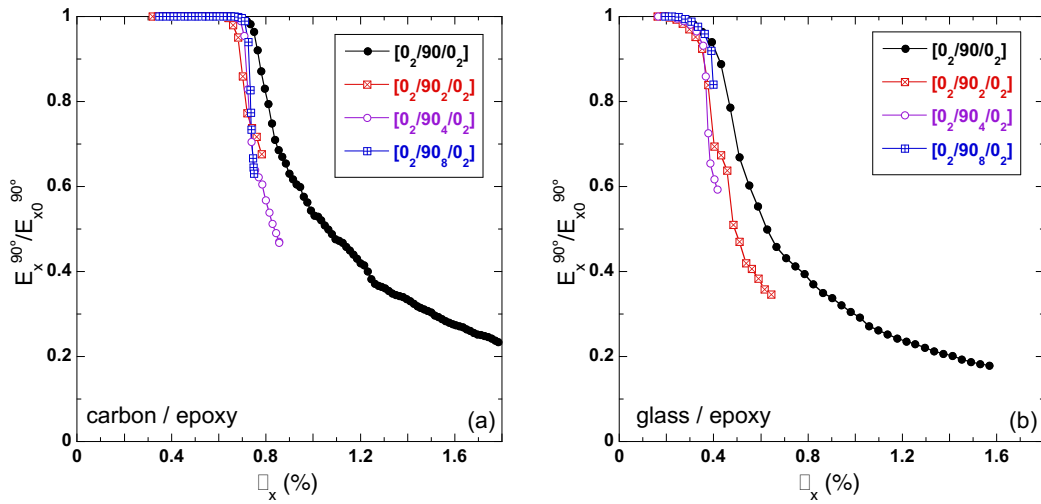 1
0.8
0.6
0.4
0.2
0
E_x^90°/E_x0^90°
[0_2/90/0_2]
[0_2/90_2/0_2]
[0_2/90_4/0_2]
[0_2/90_8/0_2]
carbon / epoxy
(a)
0 0.4 0.8 1.2 1.6
□_x (%)
1
0.8
0.6
0.4
0.2
0
E_x^90°/E_x0^90°
[0_2/90/0_2]
[0_2/90_2/0_2]
[0_2/90_4/0_2]
[0_2/90_8/0_2]
glass / epoxy
(b)
0 0.4 0.8 1.2 1.6
□_x (%)